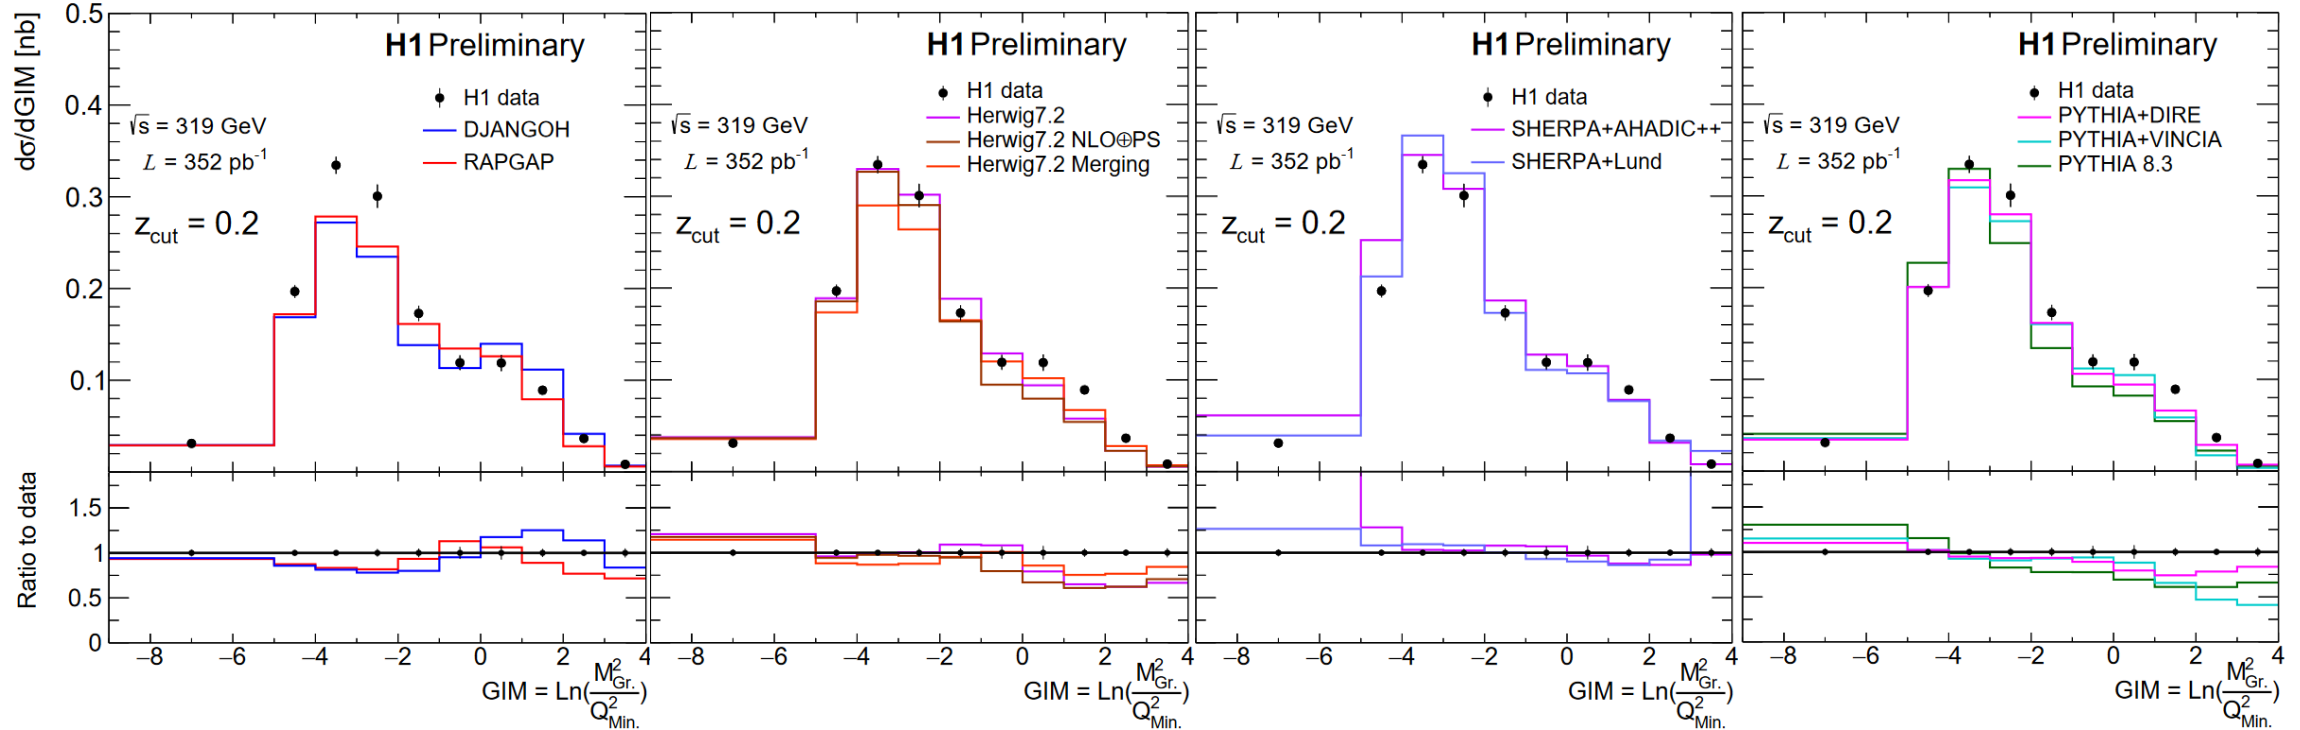 dσ/dGIM [nb]
0.5
0.4
0.3
0.2
0.1
Ratio to data
1.5
1
0.5
0
H1 Preliminary
H1 data
DJANGOH
RAPGAP
√s = 319 GeV
L = 352 pb-1
zcut = 0.2
−8 −6 −4 −2 0 2 4
GIM = Ln(M²Gr./Q²Min.)
H1 Preliminary
H1 data
Herwig7.2
Herwig7.2 NLO⊕PS
Herwig7.2 Merging
√s = 319 GeV
L = 352 pb-1
zcut = 0.2
−8 −6 −4 −2 0 2 4
GIM = Ln(M²Gr./Q²Min.)
H1 Preliminary
H1 data
SHERPA+AHADIC++
SHERPA+Lund
√s = 319 GeV
L = 352 pb-1
zcut = 0.2
−8 −6 −4 −2 0 2 4
GIM = Ln(M²Gr./Q²Min.)
H1 Preliminary
H1 data
PYTHIA+DIRE
PYTHIA+VINCIA
PYTHIA 8.3
√s = 319 GeV
L = 352 pb-1
zcut = 0.2
−8 −6 −4 −2 0 2 4
GIM = Ln(M²Gr./Q²Min.)